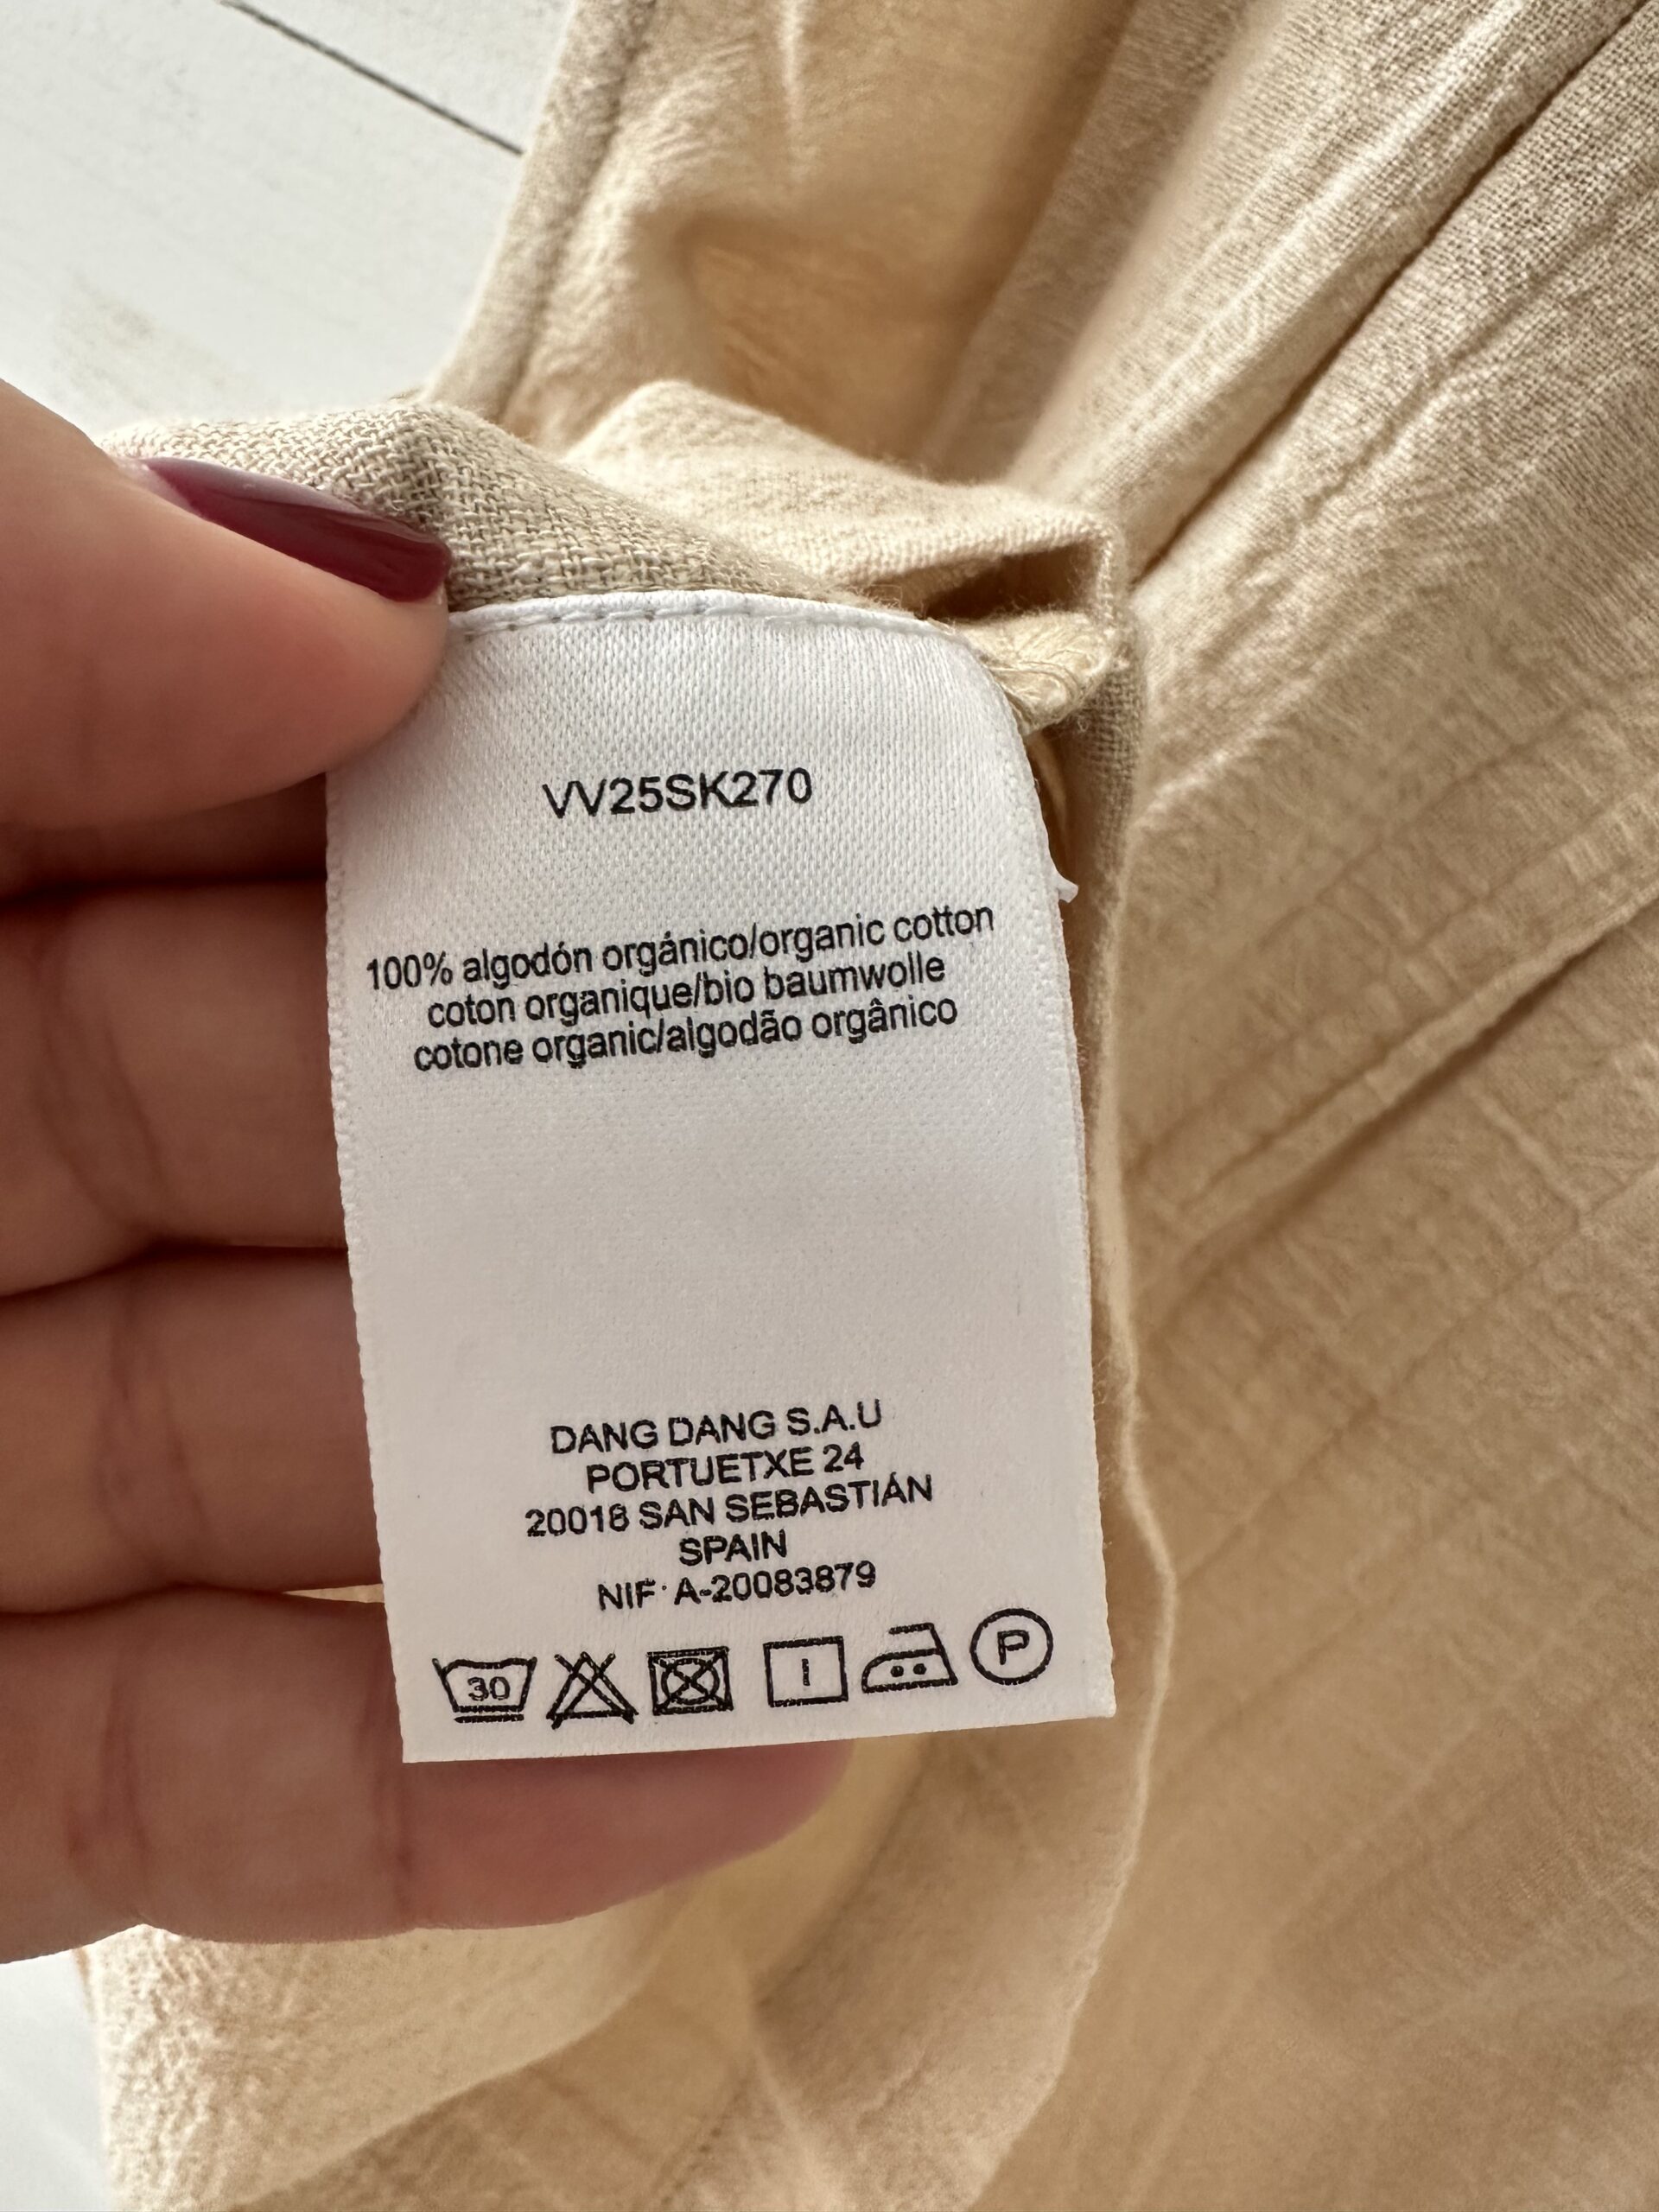 VV25SK270
100% algodón orgánico/organic cotton
coton organique/bio baumwolle
cotone organic/algodão orgânico
DANG DANG S.A.U
PORTUETXE 24
20018 SAN SEBASTIÁN
SPAIN
NIF: A-20083879
30 I P